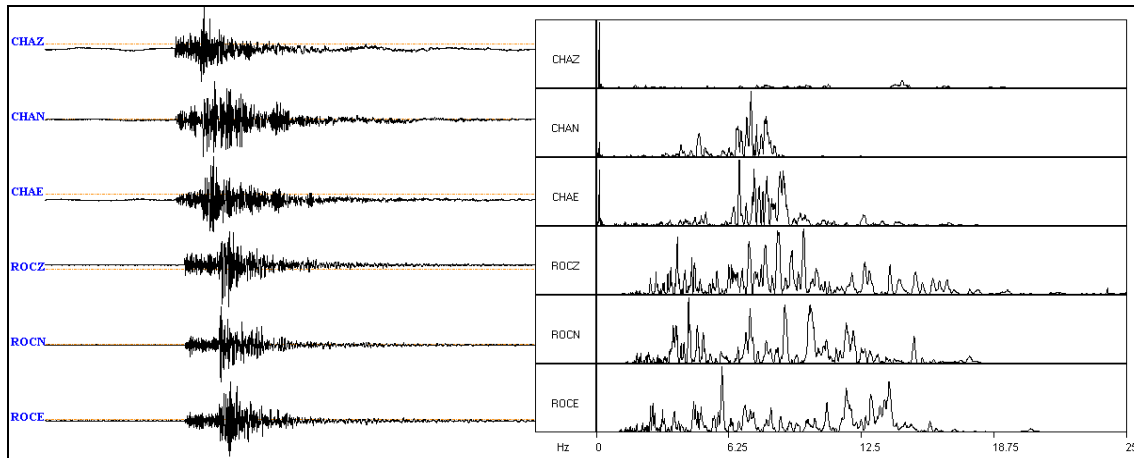 CHAZ
CHAN
CHAE
ROCZ
ROCN
ROCE
CHAZ
CHAN
CHAE
ROCZ
ROCN
ROCE
Hz 0 6.25 12.5 18.75 25